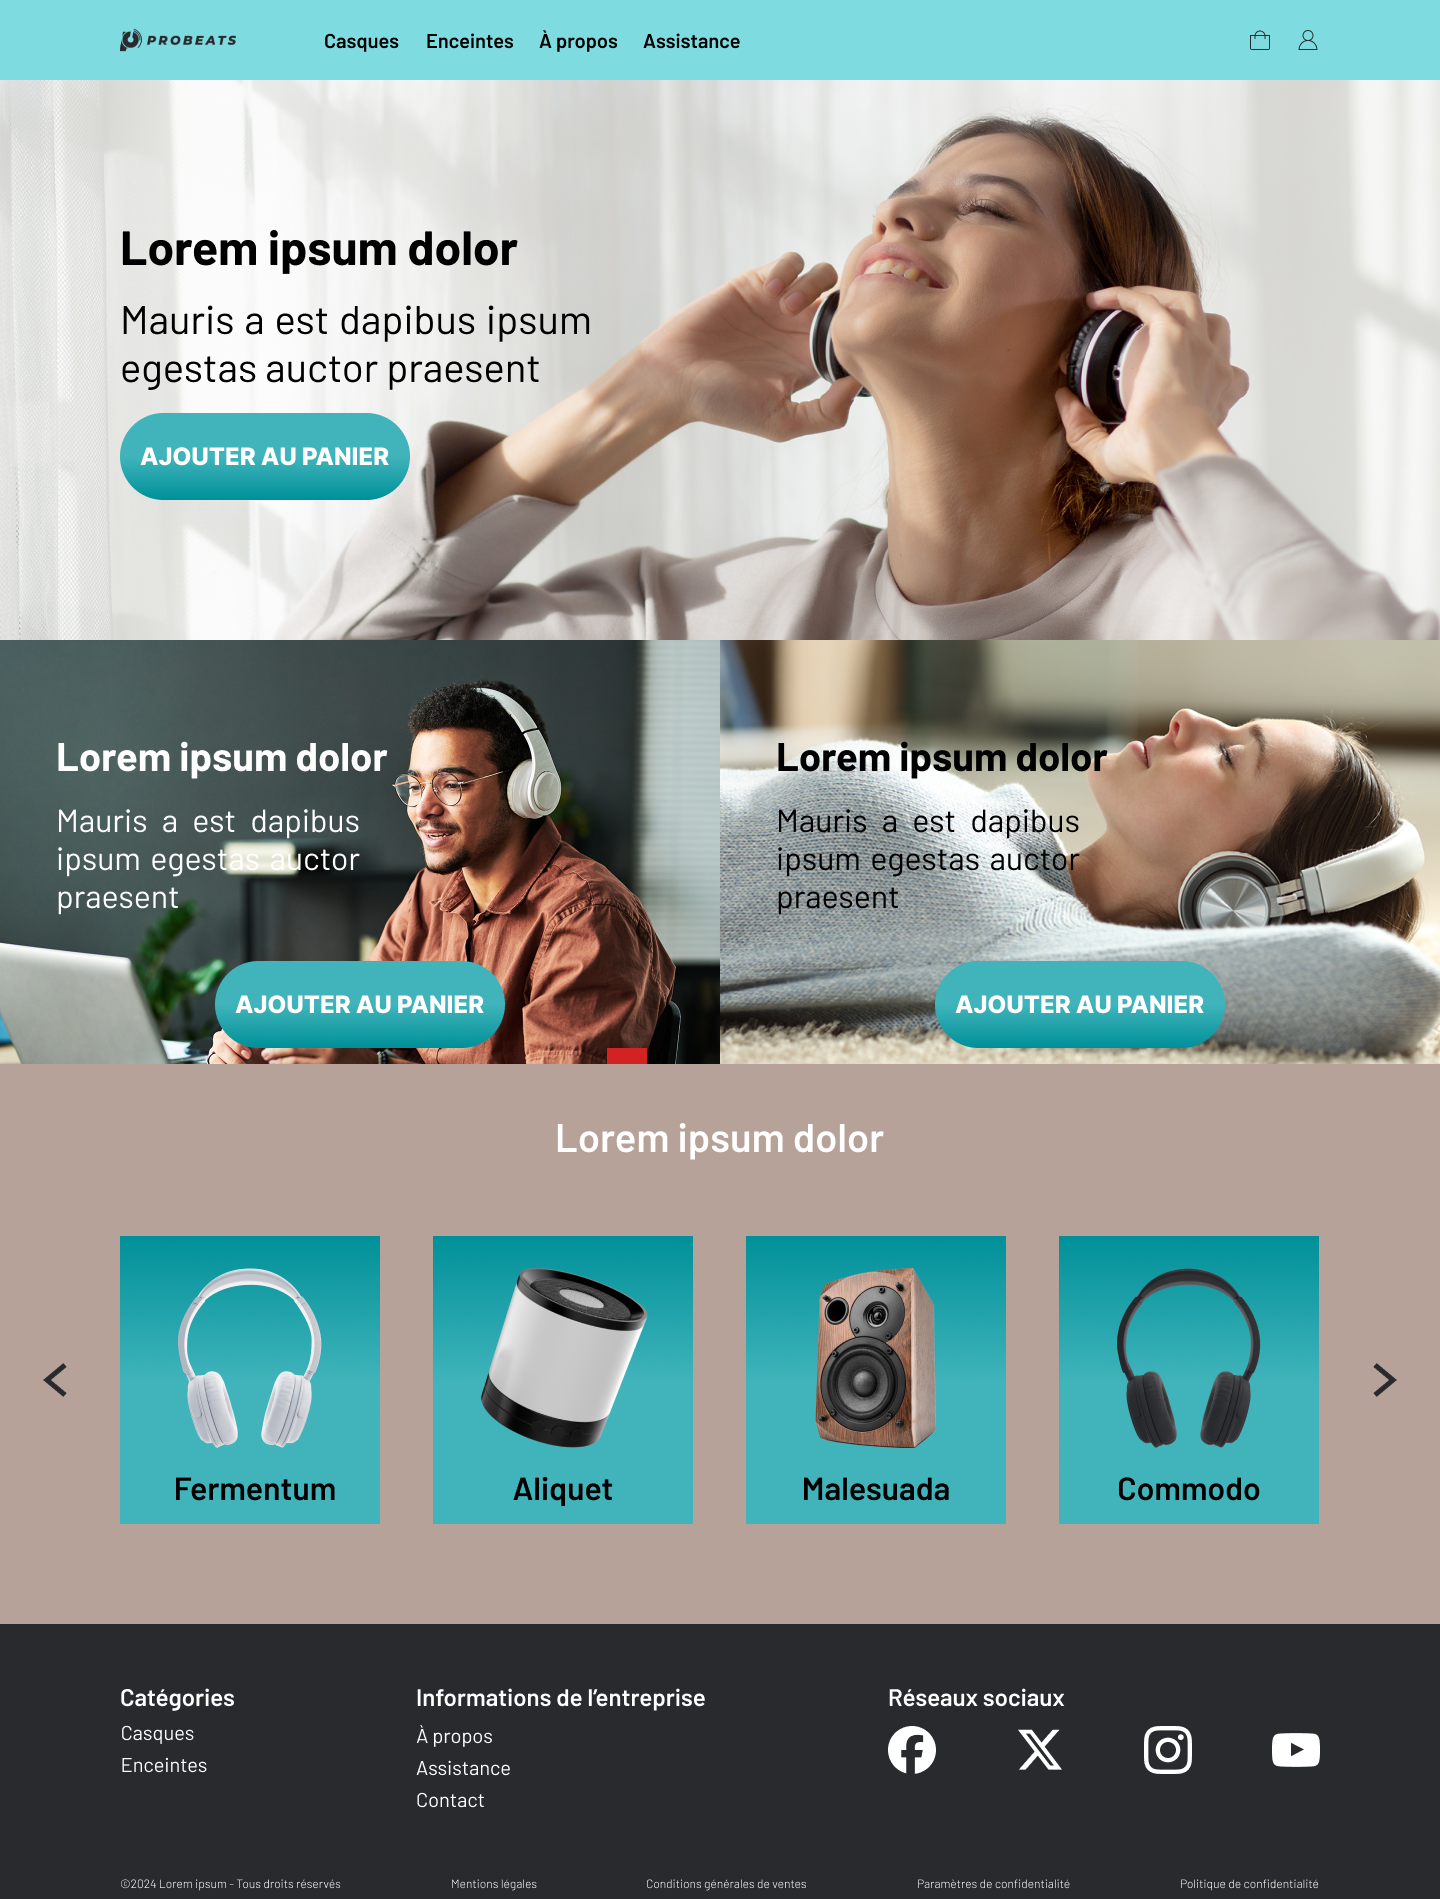 PROBEATS
Casques Enceintes À propos Assistance
Lorem ipsum dolor
Mauris a est dapibus ipsum
egestas auctor praesent
AJOUTER AU PANIER
Lorem ipsum dolor
Mauris a est dapibus
ipsum egestas auctor
praesent
AJOUTER AU PANIER
Lorem ipsum dolor
Mauris a est dapibus
ipsum egestas auctor
praesent
AJOUTER AU PANIER
Lorem ipsum dolor
Fermentum
Aliquet
Malesuada
Commodo
Catégories
Casques
Enceintes
Informations de l’entreprise
À propos
Assistance
Contact
Réseaux sociaux
©2024 Lorem ipsum - Tous droits réservés
Mentions légales
Conditions générales de ventes
Paramètres de confidentialité
Politique de confidentialité